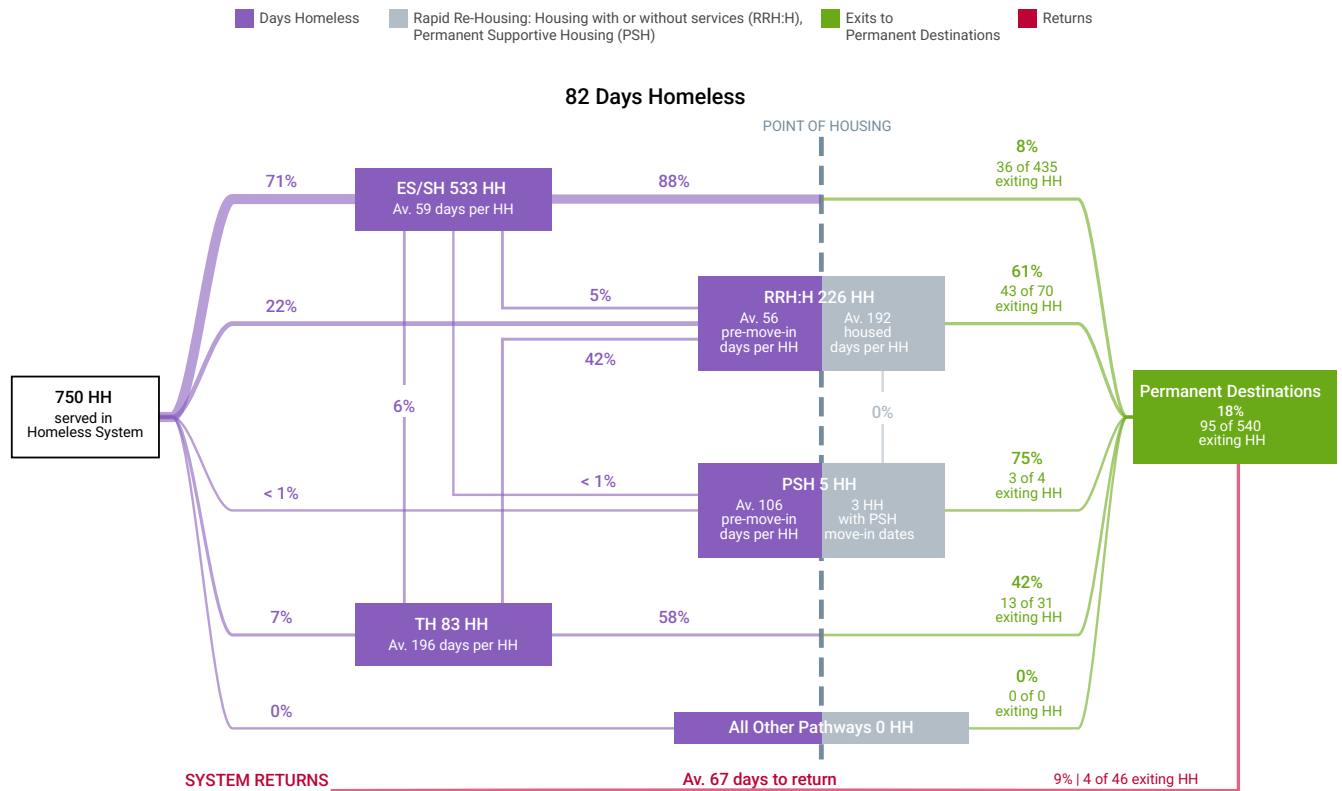 Days Homeless
Rapid Re-Housing: Housing with or without services (RRH:H),
Permanent Supportive Housing (PSH)
Exits to
Permanent Destinations
Returns
82 Days Homeless
POINT OF HOUSING
71%
ES/SH 533 HH
Av. 59 days per HH
88%
8%
36 of 435
exiting HH
22%
5%
42%
RRH:H 226 HH
Av. 56
pre-move-in
days per HH
Av. 192
housed
days per HH
61%
43 of 70
exiting HH
750 HH
served in
Homeless System
6%
0%
Permanent Destinations
18%
95 of 540
exiting HH
< 1%
< 1%
PSH 5 HH
Av. 106
pre-move-in
days per HH
3 HH
with PSH
move-in dates
75%
3 of 4
exiting HH
7%
TH 83 HH
Av. 196 days per HH
58%
42%
13 of 31
exiting HH
0%
All Other Pathways 0 HH
0%
0 of 0
exiting HH
SYSTEM RETURNS
Av. 67 days to return
9% | 4 of 46 exiting HH